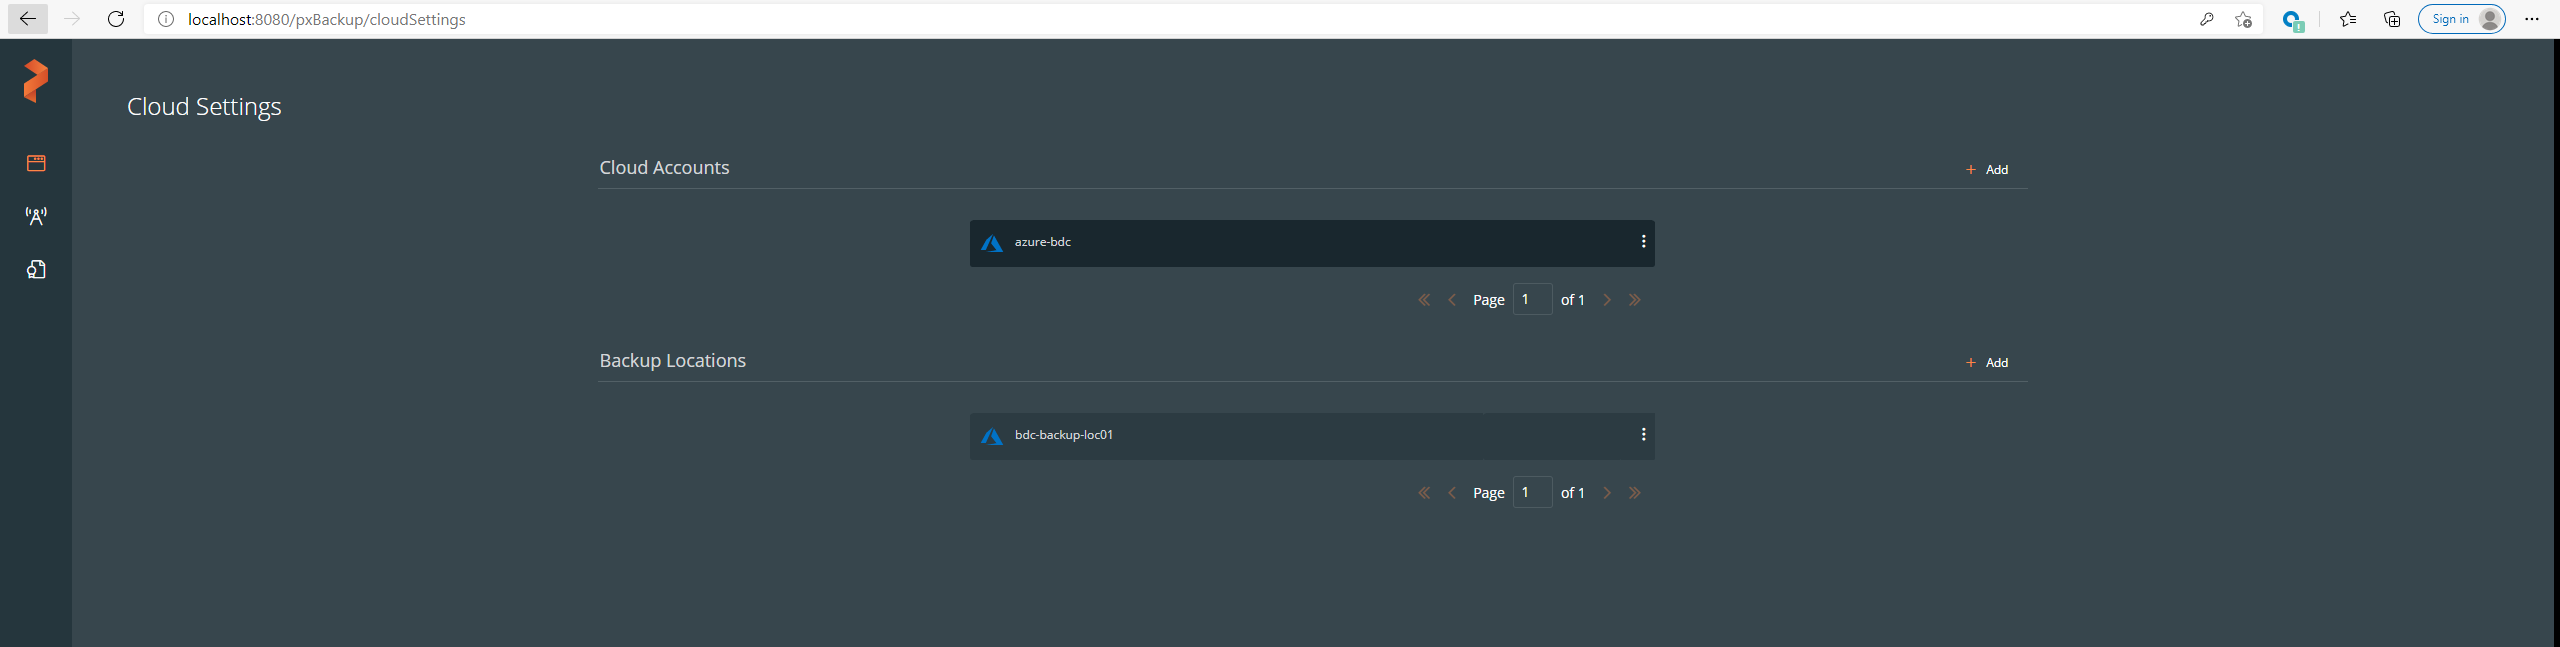 localhost:8080/pxBackup/cloudSettings
Sign in
Cloud Settings
Cloud Accounts
+ Add
azure-bdc
Page 1 of 1
Backup Locations
+ Add
bdc-backup-loc01
Page 1 of 1